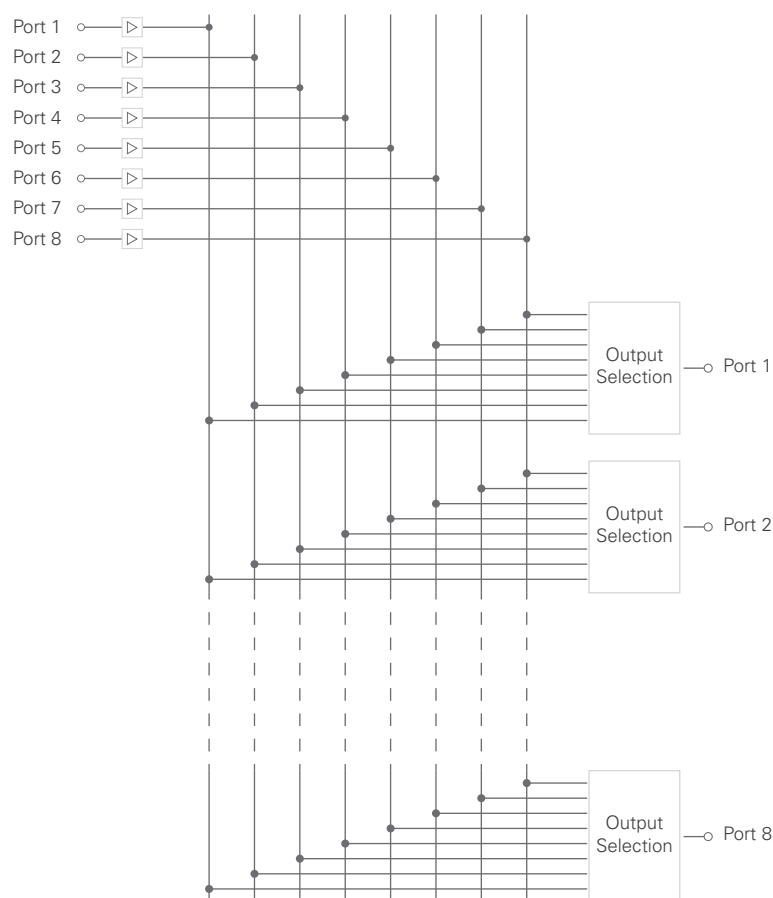 Port 1
Port 2
Port 3
Port 4
Port 5
Port 6
Port 7
Port 8
Output
Selection
Port 1
Output
Selection
Port 2
Output
Selection
Port 8